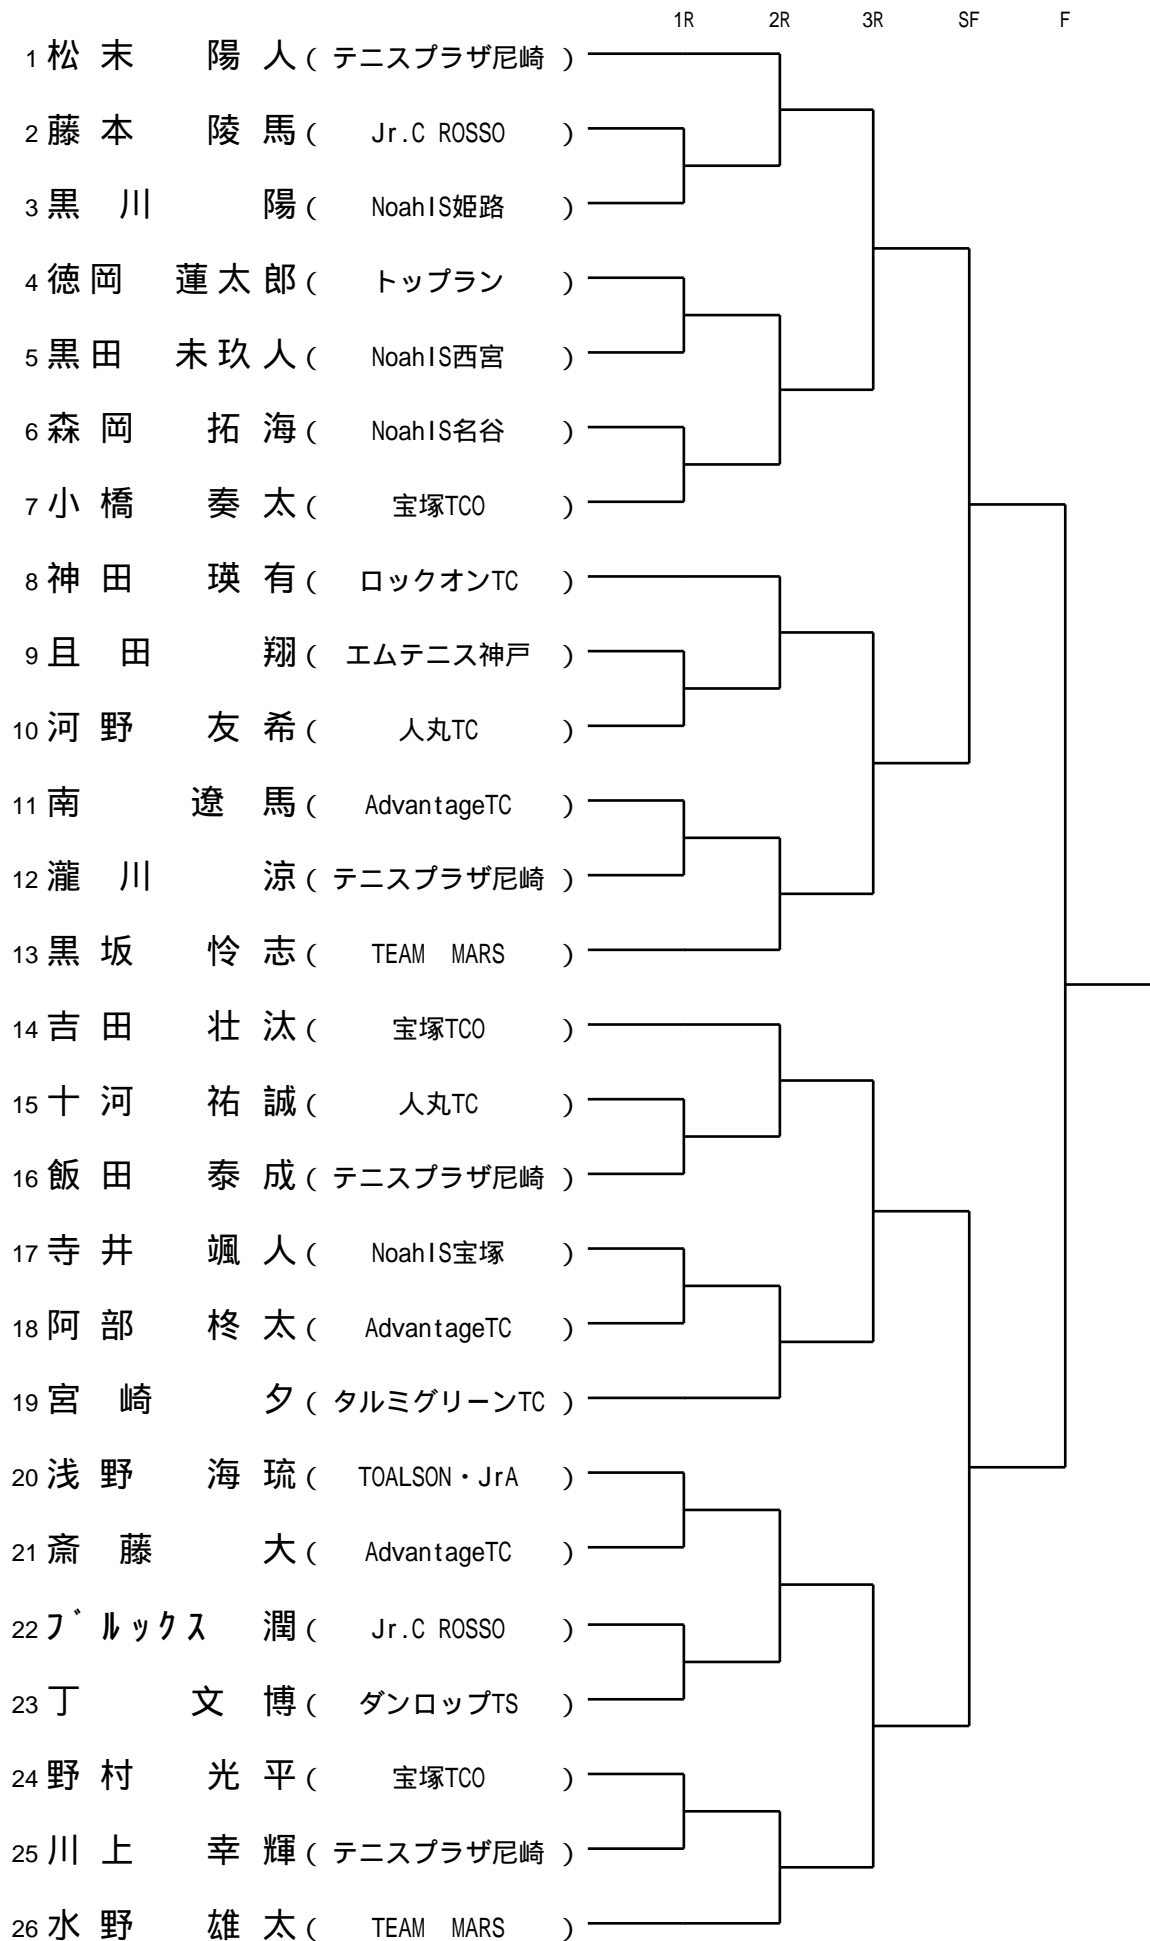 1R 2R 3R SF F
1 松末 陽人 ( テニスプラザ尼崎 )
2 藤本 陵馬 ( Jr.C ROSSO )
3 黒川 陽 ( NoahIS姫路 )
4 徳岡 蓮太郎 ( トップラン )
5 黒田 未玖人 ( NoahIS西宮 )
6 森岡 拓海 ( NoahIS名谷 )
7 小橋 奏太 ( 宝塚TCO )
8 神田 瑛有 ( ロックオンTC )
9 且田 翔 ( エムテニス神戸 )
10 河野 友希 ( 人丸TC )
11 南 遼馬 ( AdvantageTC )
12 瀧川 涼 ( テニスプラザ尼崎 )
13 黒坂 怜志 ( TEAM MARS )
14 吉田 壮汰 ( 宝塚TCO )
15 十河 祐誠 ( 人丸TC )
16 飯田 泰成 ( テニスプラザ尼崎 )
17 寺井 颯人 ( NoahIS宝塚 )
18 阿部 柊太 ( AdvantageTC )
19 宮崎 夕 ( タルミグリーンTC )
20 浅野 海琉 ( TOALSON・JrA )
21 斎藤 大 ( AdvantageTC )
22 ﾌﾞﾙｯｸｽ 潤 ( Jr.C ROSSO )
23 丁 文博 ( ダンロップTS )
24 野村 光平 ( 宝塚TCO )
25 川上 幸輝 ( テニスプラザ尼崎 )
26 水野 雄太 ( TEAM MARS )